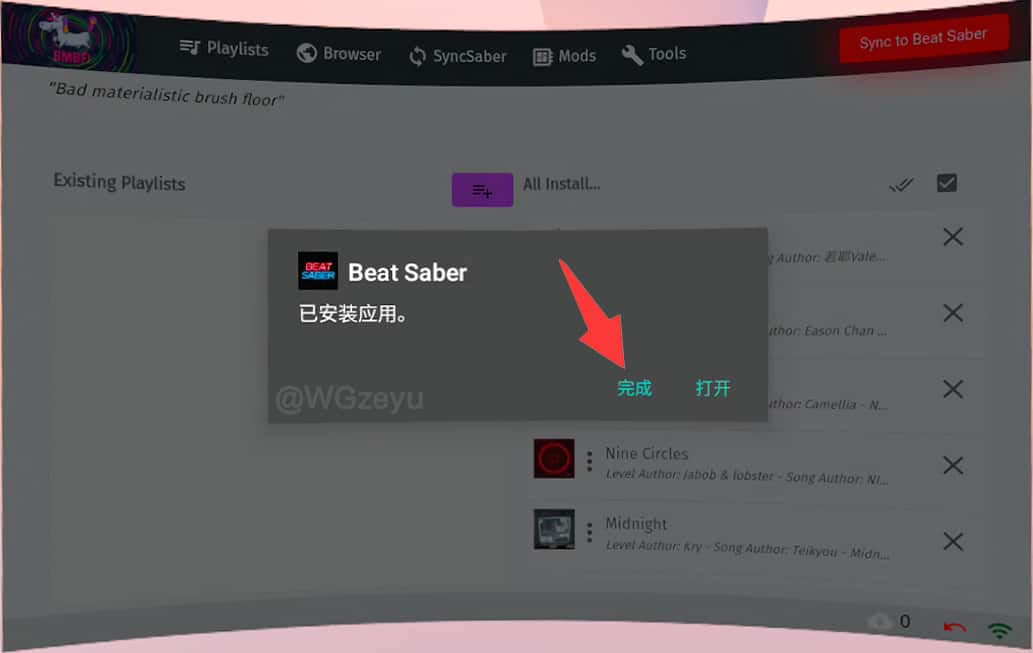 BMBF
Playlists
Browser
SyncSaber
Mods
Tools
Sync to Beat Saber
"Bad materialistic brush floor"
Existing Playlists
All Install...
g Author: 若耶Vale...
uthor: Eason Chan ...
uthor: Camellia - N...
BEAT
SABER
Beat Saber
已安装应用。
完成
打开
@WGzeyu
Nine Circles
Level Author: Jabob & lobster - Song Author: NI...
Midnight
Level Author: Kry - Song Author: Teikyou - Midn...
0